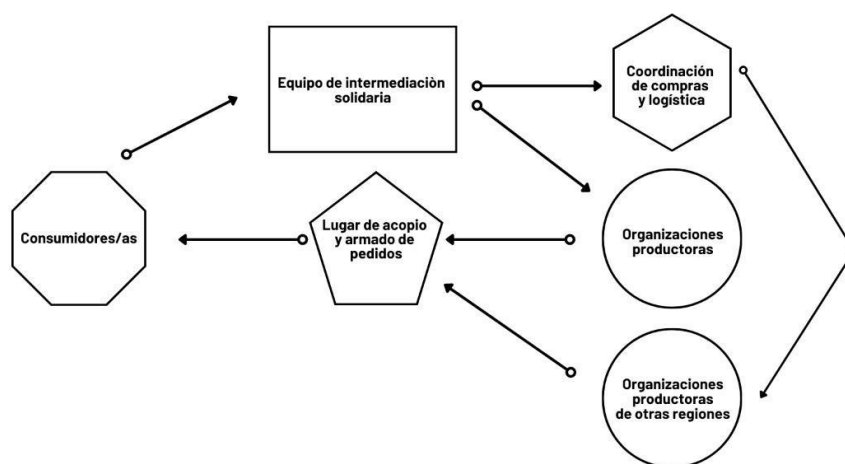 Equipo de intermediaciòn
solidaria
Coordinación
de compras
y logística
Consumidores/as
Lugar de acopio
y armado de
pedidos
Organizaciones
productoras
Organizaciones
productoras
de otras regiones